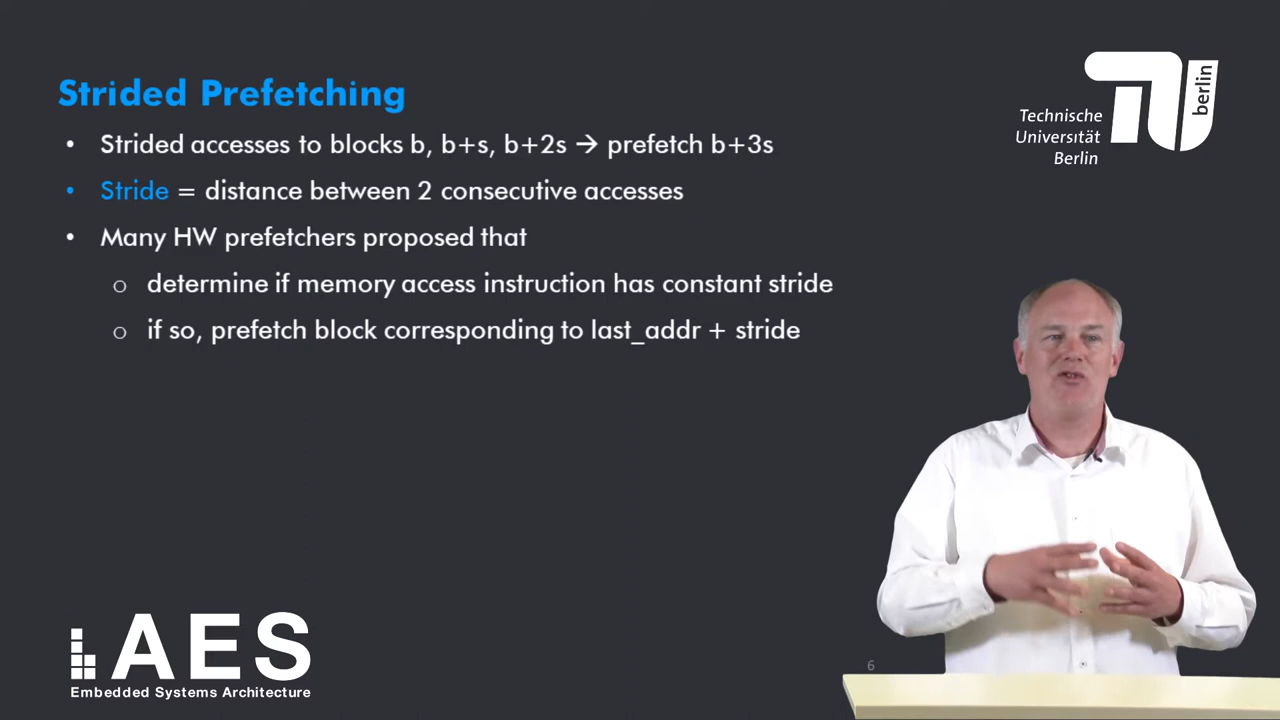 Strided Prefetching
• Strided accesses to blocks b, b+s, b+2s → prefetch b+3s
• Stride = distance between 2 consecutive accesses
• Many HW prefetchers proposed that
o determine if memory access instruction has constant stride
o if so, prefetch block corresponding to last_addr + stride
Technische
Universität
Berlin
berlin
AES
Embedded Systems Architecture
6